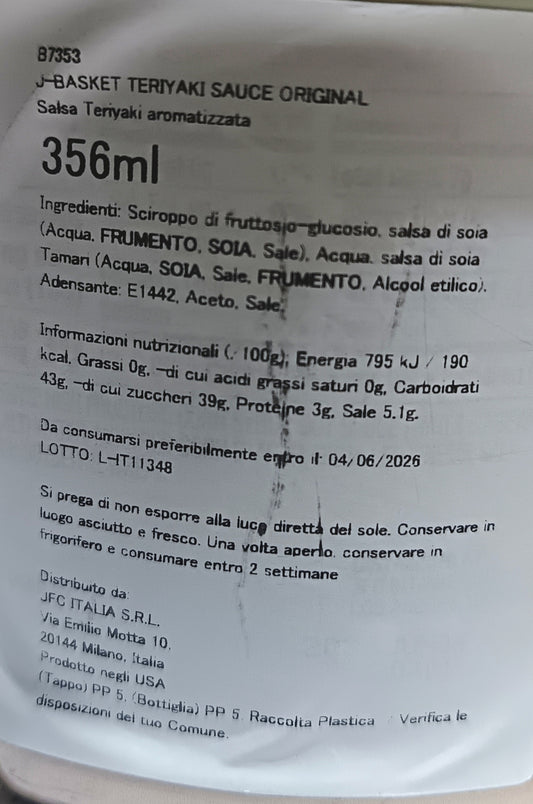 B7353
J-BASKET TERIYAKI SAUCE ORIGINAL
Salsa Teriyaki aromatizzata
356ml
Ingredienti: Sciroppo di fruttosio-glucosio, salsa di soia
(Acqua, FRUMENTO, SOIA, Sale), Acqua, salsa di soia
Tamari (Acqua, SOIA, Sale, FRUMENTO, Alcool etilico),
Adensante: E1442, Aceto, Sale,
Informazioni nutrizionali (/ 100g); Energia 795 kJ / 190
kcal, Grassi 0g, -di cui acidi grassi saturi 0g, Carboidrati
43g, -di cui zuccheri 39g, Proteine 3g, Sale 5.1g.
Da consumarsi preferibilmente entro il: 04/06/2026
LOTTO: L-IT11348
Si prega di non esporre alla luce diretta del sole. Conservare in
luogo asciutto e fresco. Una volta aperto, conservare in
frigorifero e consumare entro 2 settimane
Distribuito da:
JFC ITALIA S.R.L.
Via Emilio Motta 10,
20144 Milano, Italia
Prodotto negli USA
(Tappo) PP 5, (Bottiglia) PP 5. Raccolta Plastica Verifica le
disposizioni del tuo Comune.